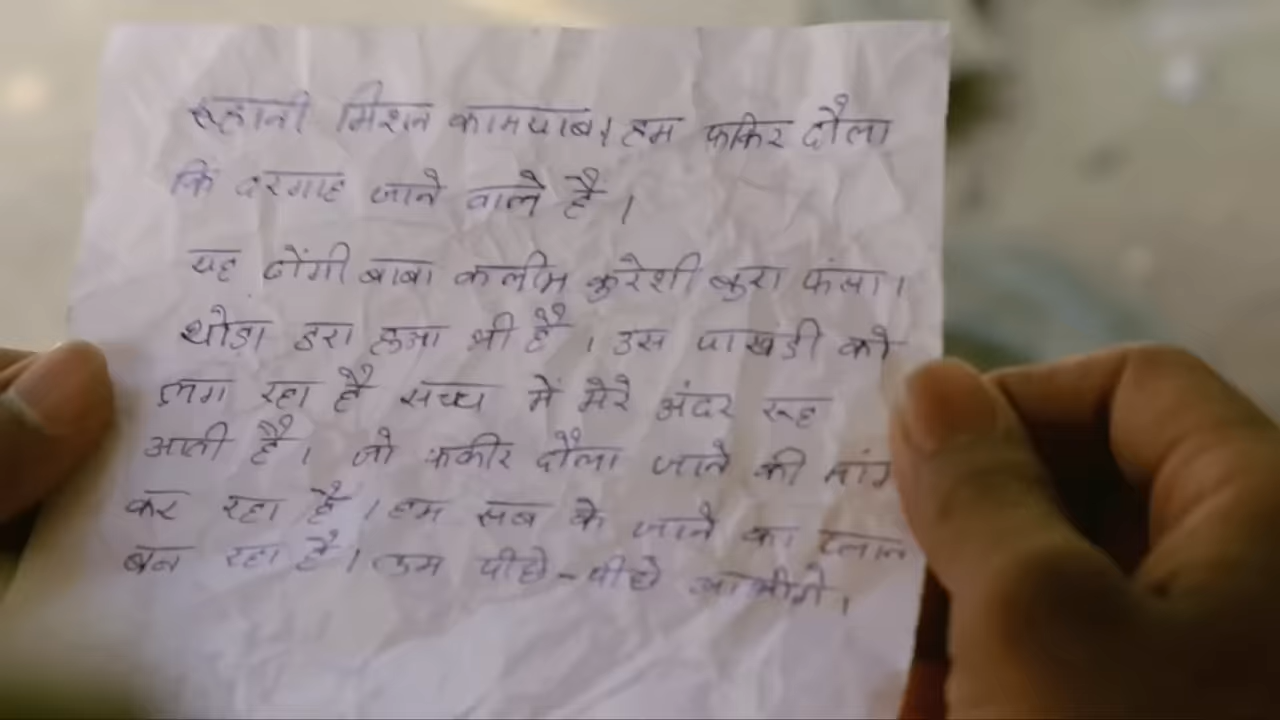 रूहानी मिशन कामयाब। हम फकिर दौला
कि दरगाह जाने वाले है।
यह ढोंगी बाबा कलीम कुरेशी बुरा फंसा।
थोडा डरा हुआ भी है। उस पाखंडी को
लग रहा है सच्च में मेरे अंदर रूह
आती है। जो फकीर दौला जाने की मांग
कर रहा है। हम सब के जाने का प्लान
बन रहा है। तुम पीछे-पीछे आओगे।